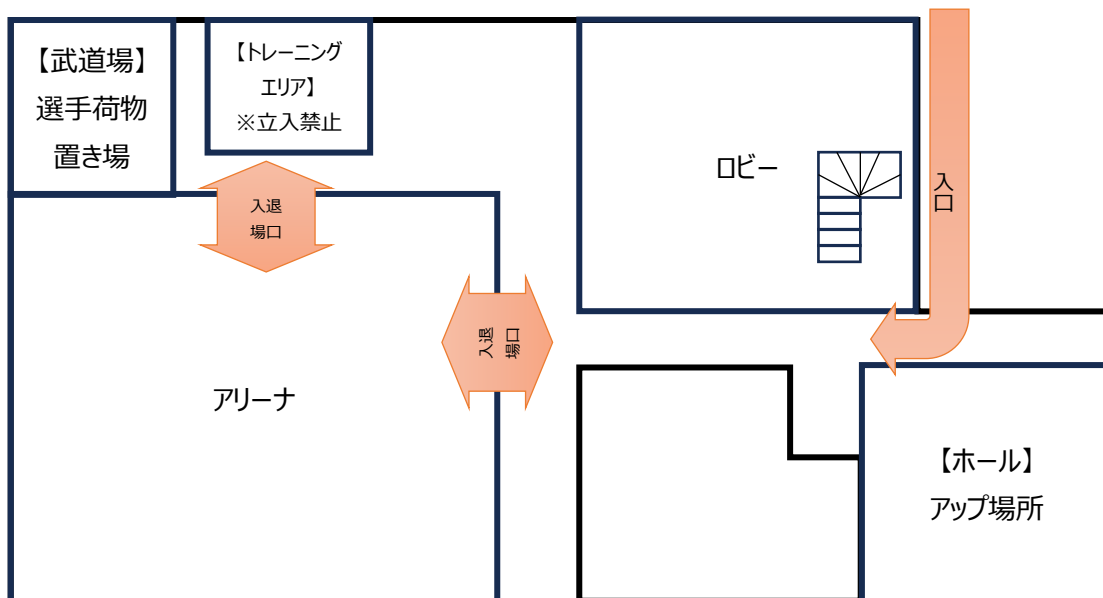 【武道場】
選手荷物
置き場
【トレーニング
エリア】
※立入禁止
入退
場口
ロビー
入口
入退
場口
アリーナ
【ホール】
アップ場所